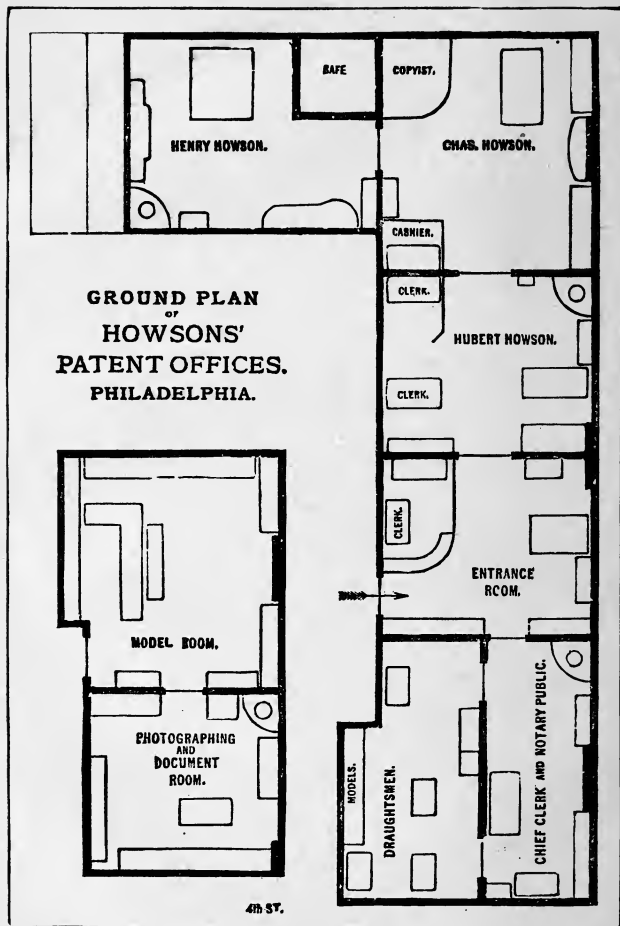 SAFE
COPYIST.
HENRY HOWSON.
CHAS. HOWSON.
CASHIER.
CLERK.
GROUND PLAN
OF
HOWSONS'
PATENT OFFICES.
PHILADELPHIA.
HUBERT HOWSON.
CLERK.
CLERK.
ENTRANCE
ROOM.
MODEL ROOM.
PHOTOGRAPHING
AND
DOCUMENT
ROOM.
MODELS.
DRAUGHTSMEN.
CHIEF CLERK AND NOTARY PUBLIC.
4th ST.